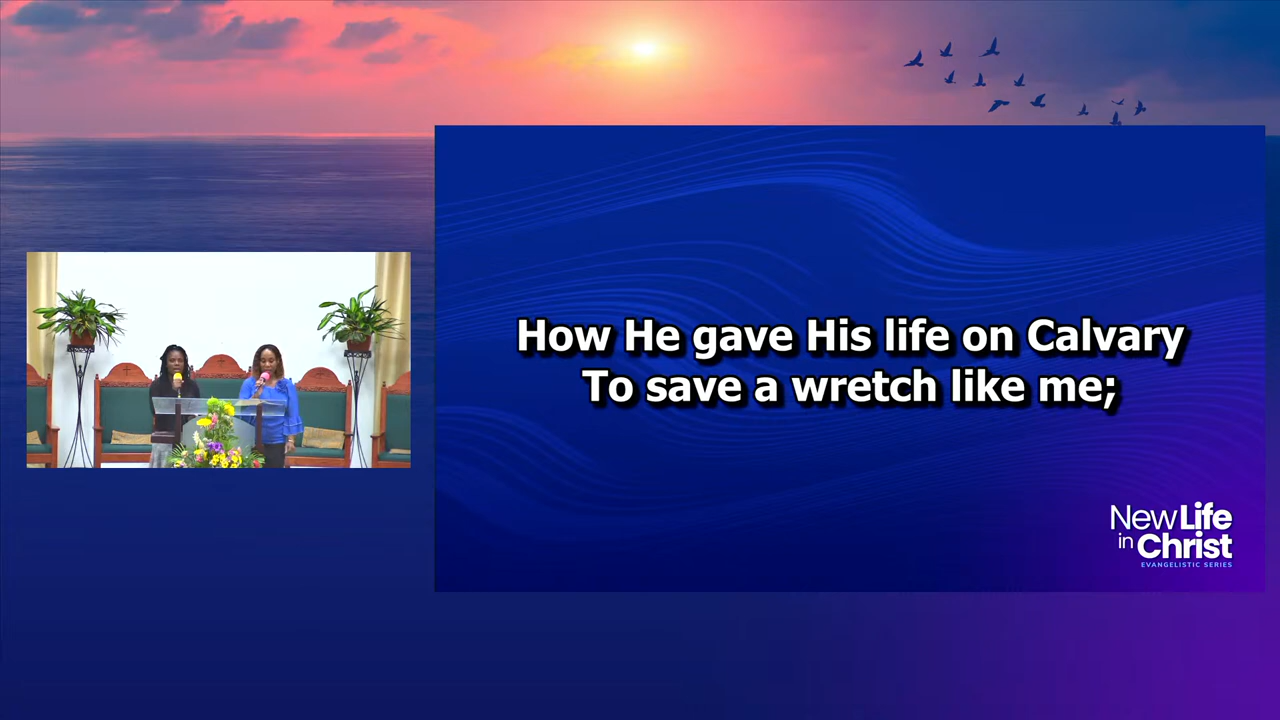 How He gave His life on Calvary
To save a wretch like me;
New Life
in Christ
EVANGELISTIC SERIES